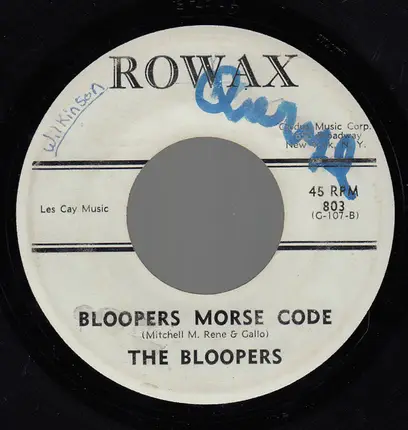 ROWAX
Wilkinson
Music Corp.
Broadway
New York, N. Y.
Les Cay Music
45 RPM
803
(G-107-B)
BLOOPERS MORSE CODE
(Mitchell M. Rene & Gallo)
THE BLOOPERS